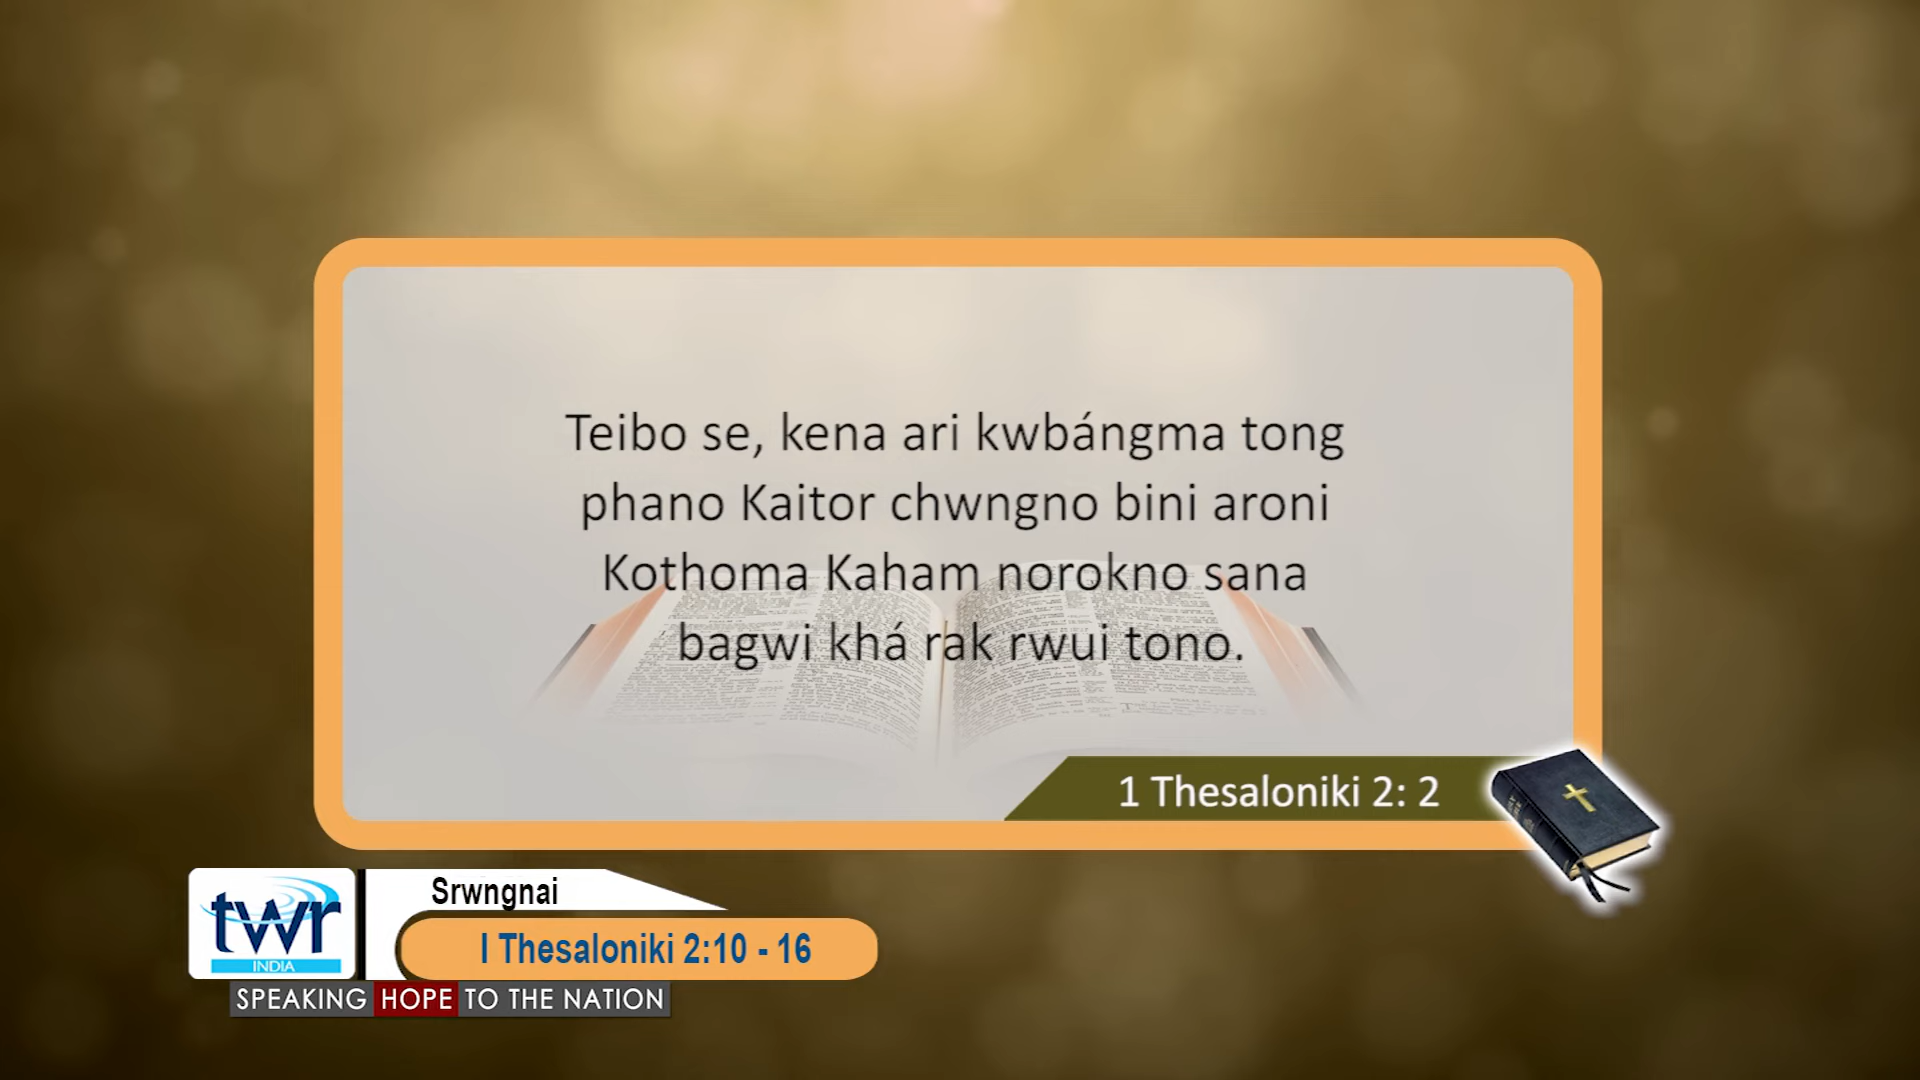 Teibo se, kena ari kwbángma tong
phano Kaitor chwngno bini aroni
Kothoma Kaham norokno sana
bagwi khá rak rwui tono.
1 Thesaloniki 2: 2
Srwngnai
I Thesaloniki 2:10 - 16
twr
INDIA
SPEAKING HOPE TO THE NATION